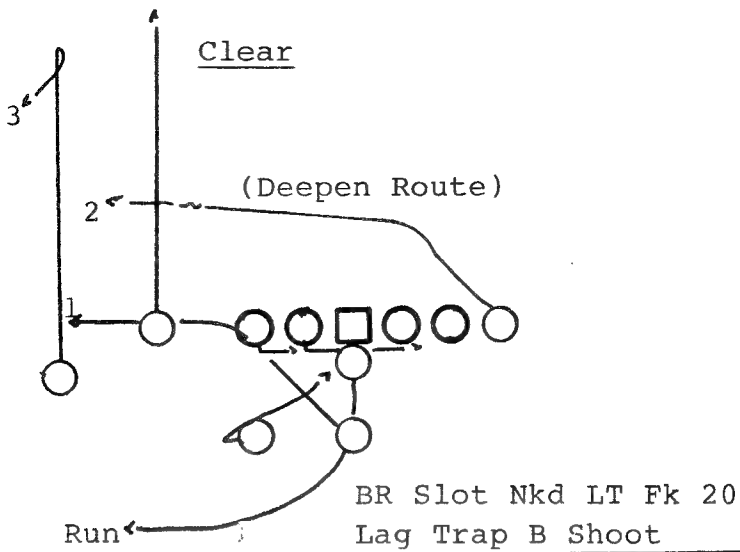 Clear
3
(Deepen Route)
2
1
BR Slot Nkd LT Fk 20
Run
Lag Trap B Shoot